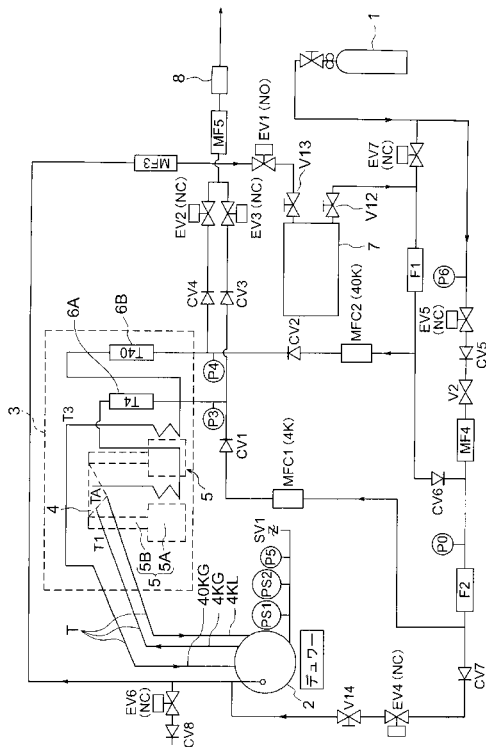 3
6A
6B
T3
T40
T4
4
T1
TA
5
5B
5A
5
T
40KG
4KG
4KL
EV6
(NC)
CV8
デュワー
2
PS1
PS2
P5
SV1
V14
EV4 (NC)
CV7
F2
P0
CV6
MF4
V2
CV5
EV5
(NC)
P6
F1
EV7
(NC)
1
7
V12
V13
EV1 (NO)
MF3
MF5
8
EV2
(NC)
EV3 (NC)
CV4
CV3
CV2
MFC2 (40K)
P4
P3
CV1
MFC1 (4K)